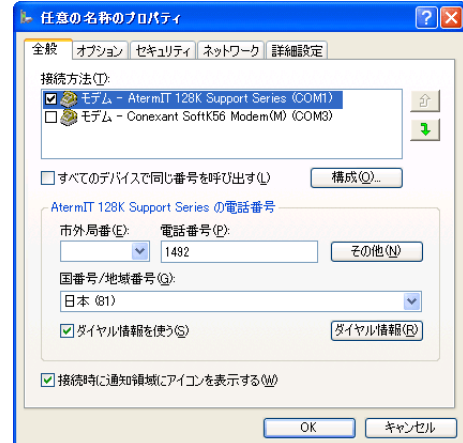 任意の名称のプロパティ
全般 オプション セキュリティ ネットワーク 詳細設定
接続方法(T):
モデム - AtermIT 128K Support Series (COM1)
モデム - Conexant SoftK56 Modem(M) (COM3)
すべてのデバイスで同じ番号を呼び出す(L) 構成(O)...
AtermIT 128K Support Series の電話番号
市外局番(E): 電話番号(P):
1492 その他(N)
国番号/地域番号(G):
日本 (81)
ダイヤル情報を使う(S) ダイヤル情報(R)
接続時に通知領域にアイコンを表示する(W)
OK キャンセル